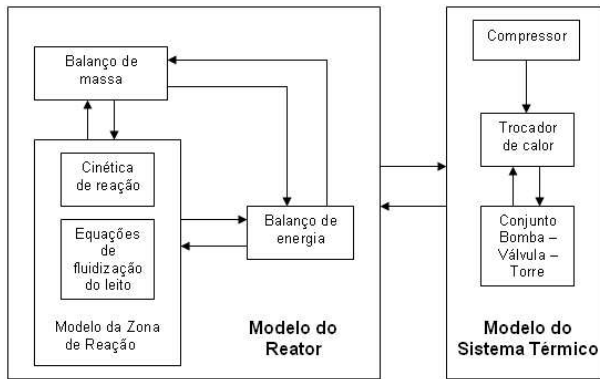 Balanço de
massa
Cinética
de reação
Equações
de
fluidização
do leito
Modelo da Zona
de Reação
Balanço de
energia
Modelo do
Reator
Compressor
Trocador
de calor
Conjunto
Bomba –
Válvula –
Torre
Modelo do
Sistema Térmico